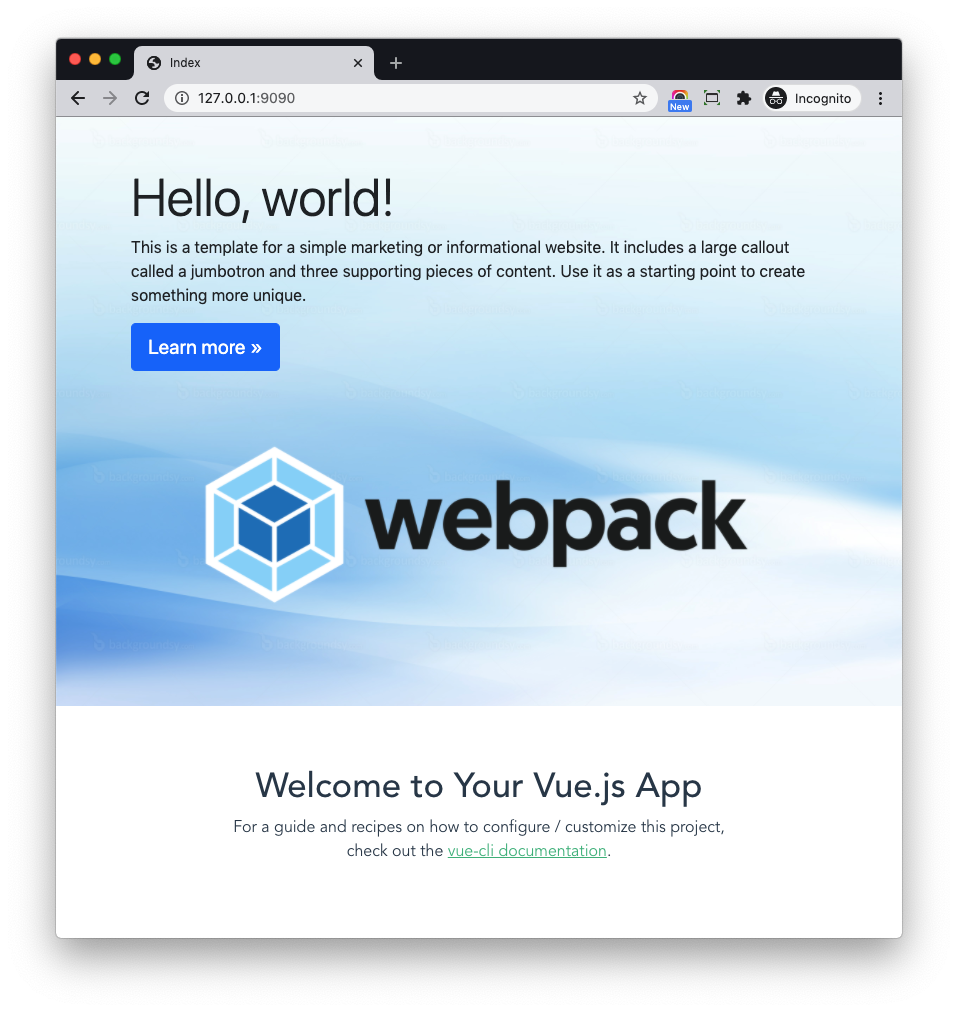 Index
127.0.0.1:9090
New
Incognito
Hello, world!
This is a template for a simple marketing or informational website. It includes a large callout
called a jumbotron and three supporting pieces of content. Use it as a starting point to create
something more unique.
Learn more »
webpack
Welcome to Your Vue.js App
For a guide and recipes on how to configure / customize this project,
check out the vue-cli documentation.